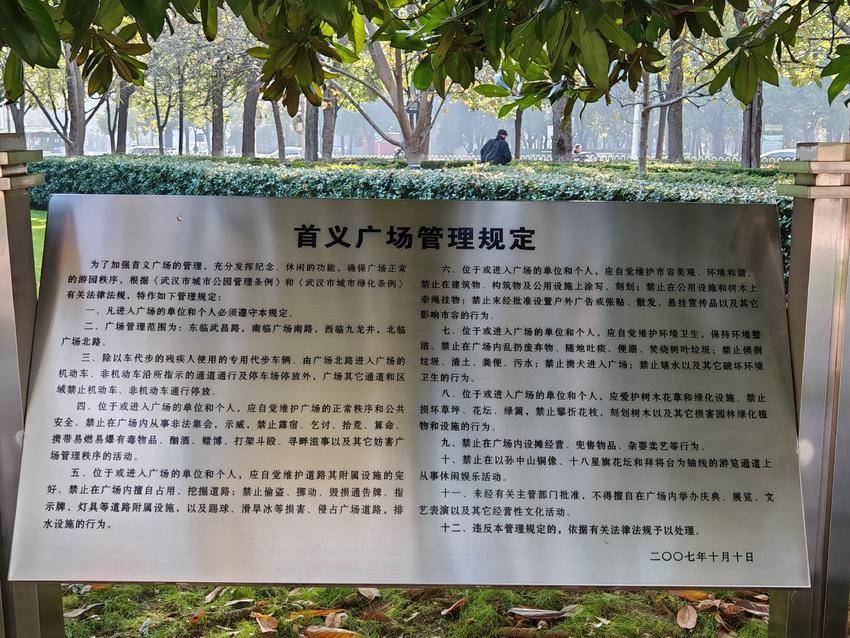 首义广场管理规定
为了加强首义广场的管理，充分发挥纪念、休闲的功能，确保广场正常
的游园秩序，根据《武汉市城市公园管理条例》和《武汉市城市绿化条例》
有关法律法规，特作如下管理规定：
一、凡进入广场的单位和个人必须遵守本规定。
二、广场管理范围为：东临武昌路，南临广场南路，西临九龙井，北临
广场北路。
三、除以车代步的残疾人使用的专用代步车辆、由广场北路进入广场的
机动车、非机动车沿所指示的通道通行及停车场停放外，广场其它通道和区
域禁止机动车、非机动车通行停放。
四、位于或进入广场的单位和个人，应自觉维护广场的正常秩序和公共
安全。禁止在广场内从事非法集会，示威，禁止露宿、乞讨、拾荒、算命、
携带易燃易爆有毒物品、酗酒、赌博、打架斗殴、寻衅滋事以及其它妨害广
场管理秩序的活动。
五、位于或进入广场的单位和个人，应自觉维护道路其附属设施的完
好。禁止在广场内擅自占用、挖掘道路；禁止偷盗、挪动、毁损通告牌、指
示牌、灯具等道路附属设施，以及踢球、滑旱冰等损害、侵占广场道路，排
水设施的行为。
六、位于或进入广场的单位和个人，应自觉维护市容美观、环境和谐。
禁止在建筑物、构筑物及公用设施上涂写、刻划；禁止在公用设施和树木上
牵绳挂物；禁止未经批准设置户外广告或张贴、散发、悬挂宣传品以及其它
影响市容的行为。
七、位于或进入广场的单位和个人，应自觉维护环境卫生，保持环境整
洁。禁止在广场内乱扔废弃物、随地吐痰、便溺、焚烧树叶垃圾；禁止倾倒
垃圾、渣土、粪便、污水；禁止携犬进入广场；禁止嬉水以及其它破坏环境
卫生的行为。
八、位于或进入广场的单位和个人，应爱护树木花草和绿化设施。禁止
损坏草坪、花坛、绿篱，禁止攀折花枝，刻划树木以及其它损害园林绿化植
物和设施的行为。
九、禁止在广场内设摊经营、兜售物品、杂耍卖艺等行为。
十、禁止在以孙中山铜像、十八星旗花坛和拜将台为轴线的游览通道上
从事休闲娱乐活动。
十一、未经有关主管部门批准，不得擅自在广场内举办庆典、展览、文
艺表演以及其它经营性文化活动。
十二、违反本管理规定的，依据有关法律法规予以处理。
二〇〇七年十月十日